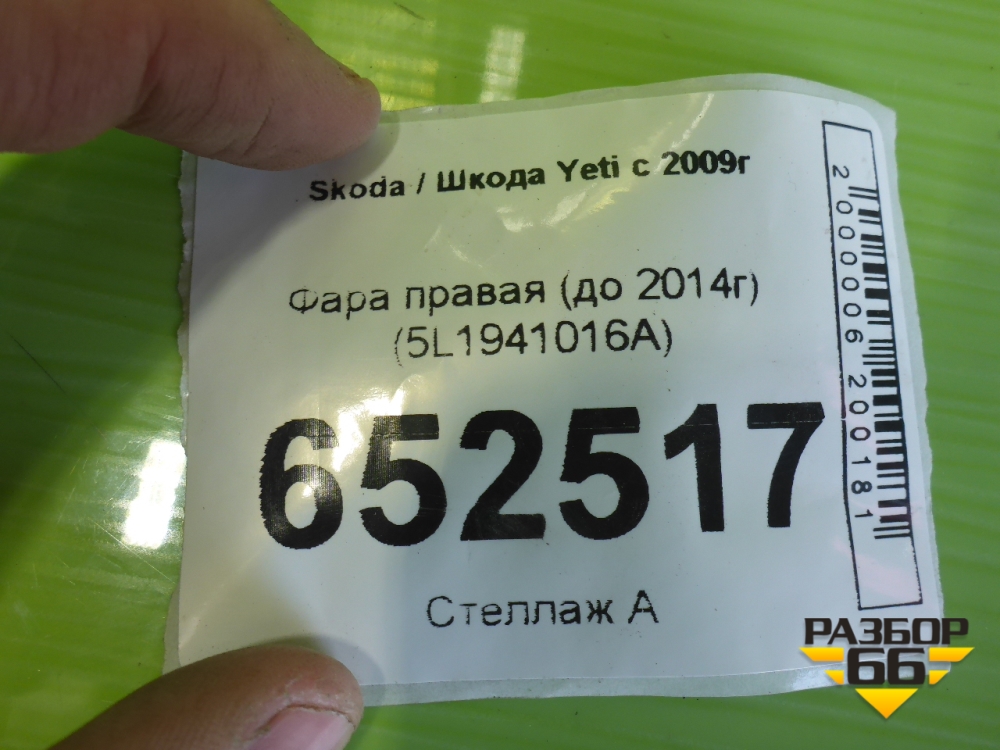 Skoda / Шкода Yeti с 2009г
Фара правая (до 2014г)
(5L1941016A)
652517
Стеллаж А
2000006200181
РАЗБОР
66